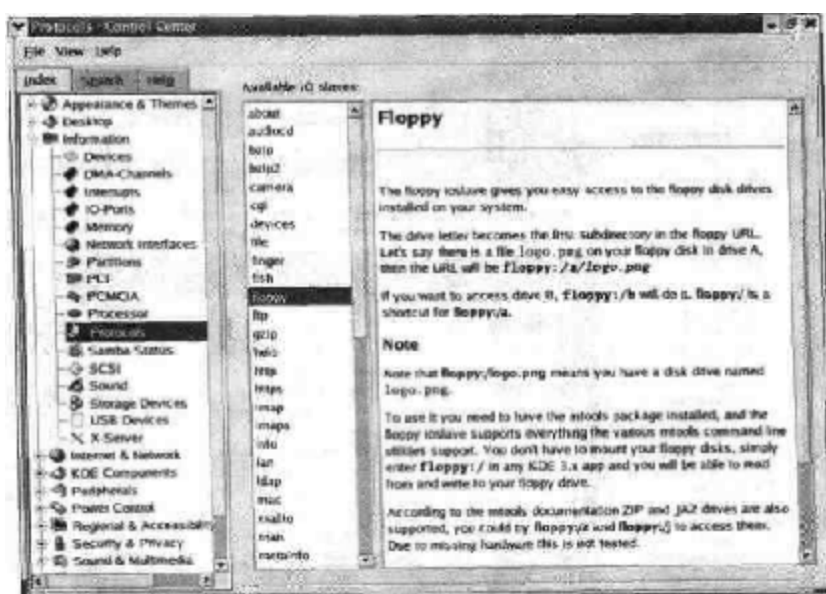 Protocols - Control Center
File View Help
Index Search Help
Appearance & Themes
Desktop
Information
Devices
DMA-Channels
Interrupts
IO-Ports
Memory
Network Interfaces
Partitions
PCI
PCMCIA
Processor
Protocols
Samba Status
SCSI
Sound
Storage Devices
USB Devices
X-Server
Internet & Network
KDE Components
Peripherals
Power Control
Regional & Accessibility
Security & Privacy
Sound & Multimedia
Available IO slaves:
about
audiocd
help
camera
cgi
devices
file
finger
fish
floppy
ftp
gzip
help
http
https
imap
imaps
info
lan
ldap
mac
mailto
man
metainfo
Floppy
The floppy ioslave gives you easy access to the floppy disk drives
installed on your system.
The drive letter becomes the first subdirectory in the floppy URL.
Let's say there is a file logo.png on your floppy disk in drive A,
then the URL will be floppy:/a/logo.png
If you want to access drive B, floppy:/b will do it. floppy:/ is a
shortcut for floppy:/a.
Note
Note that floppy:/logo.png means you have a disk drive named
logo.png.
To use it you need to have the mtools package installed, and the
floppy ioslave supports everything the various mtools command line
utilities support. You don't have to mount your floppy disks, simply
enter floppy:/ in any KDE 3.x app and you will be able to read
from and write to your floppy drive.
According to the mtools documentation ZIP and JAZ drives are also
supported, you could try floppy:/z and floppy:/j to access them.
Due to missing hardware this is not tested.